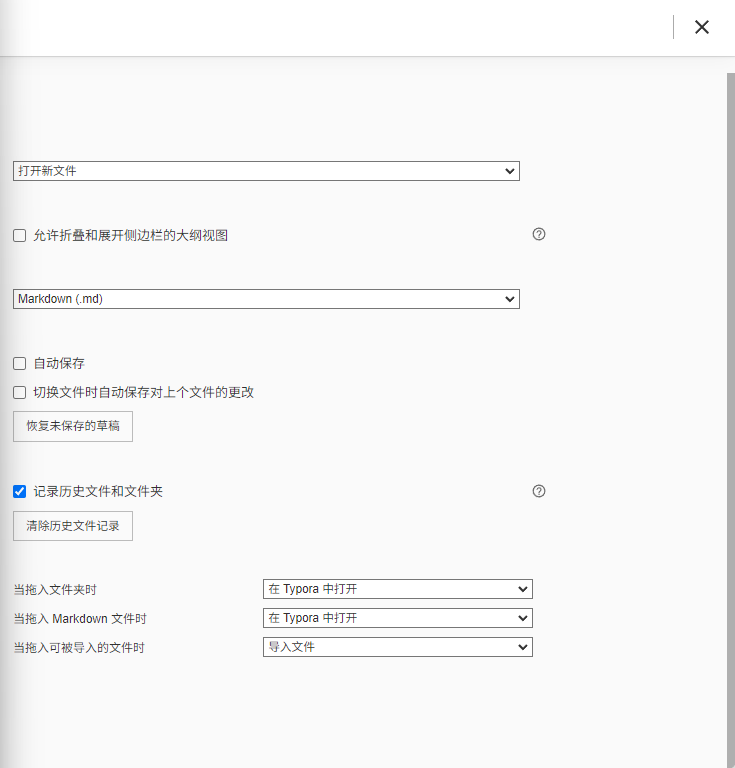 打开新文件
允许折叠和展开侧边栏的大纲视图
Markdown (.md)
自动保存
切换文件时自动保存对上个文件的更改
恢复未保存的草稿
记录历史文件和文件夹
清除历史文件记录
当拖入文件夹时 在 Typora 中打开
当拖入 Markdown 文件时 在 Typora 中打开
当拖入可被导入的文件时 导入文件